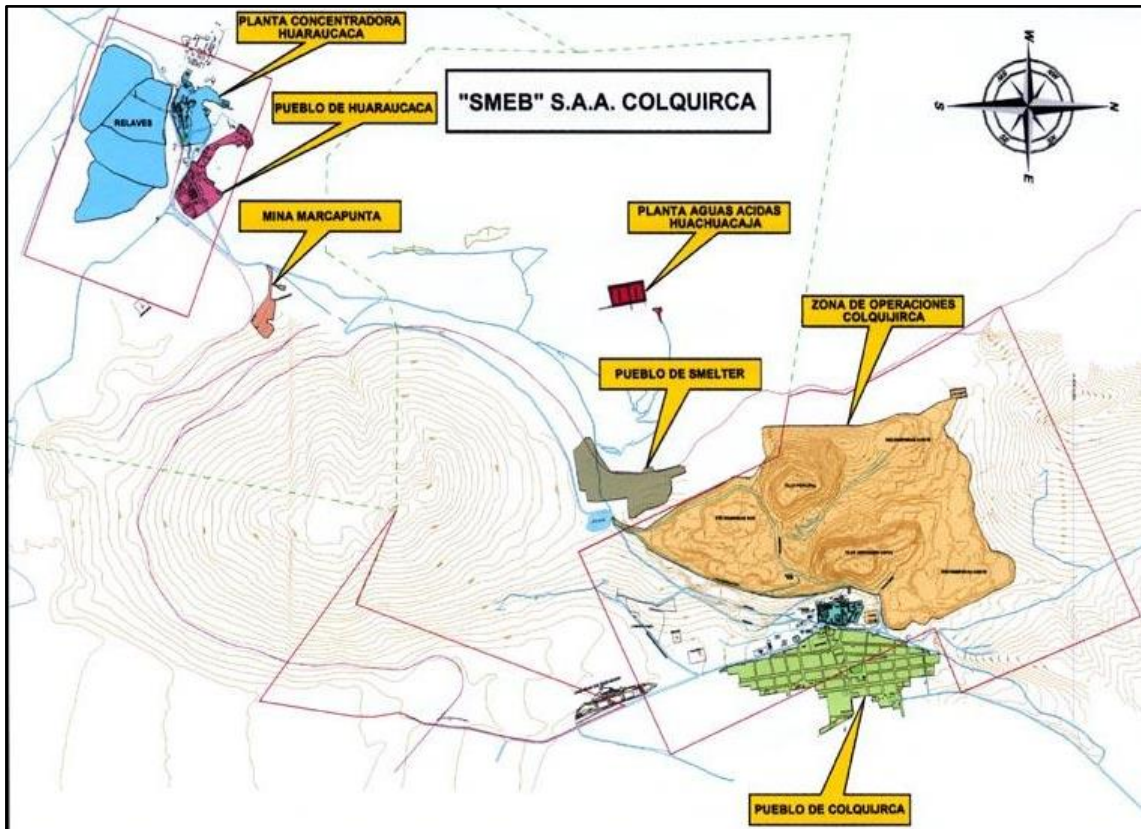 PLANTA CONCENTRADORA
HUARAUCACA
"SMEB" S.A.A. COLQUIRCA
PUEBLO DE HUARAUCACA
RELAVES
W
S
N
E
MINA MARCAPUNTA
PLANTA AGUAS ACIDAS
HUACHUACAJA
ZONA DE OPERACIONES
COLQUIJIRCA
PUEBLO DE SMELTER
PUEBLO DE COLQUIJRCA